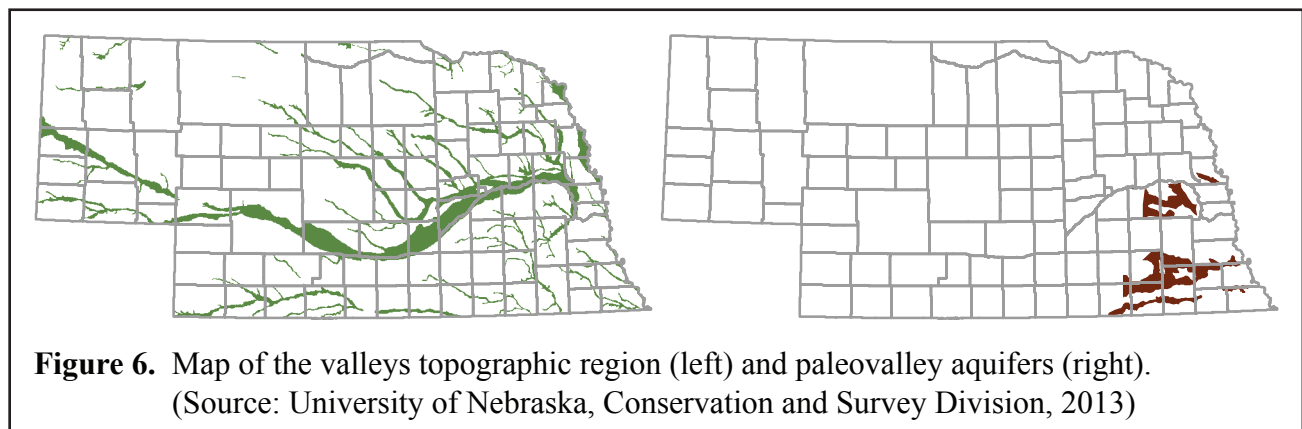 Figure 6. Map of the valleys topographic region (left) and paleovalley aquifers (right).
(Source: University of Nebraska, Conservation and Survey Division, 2013)